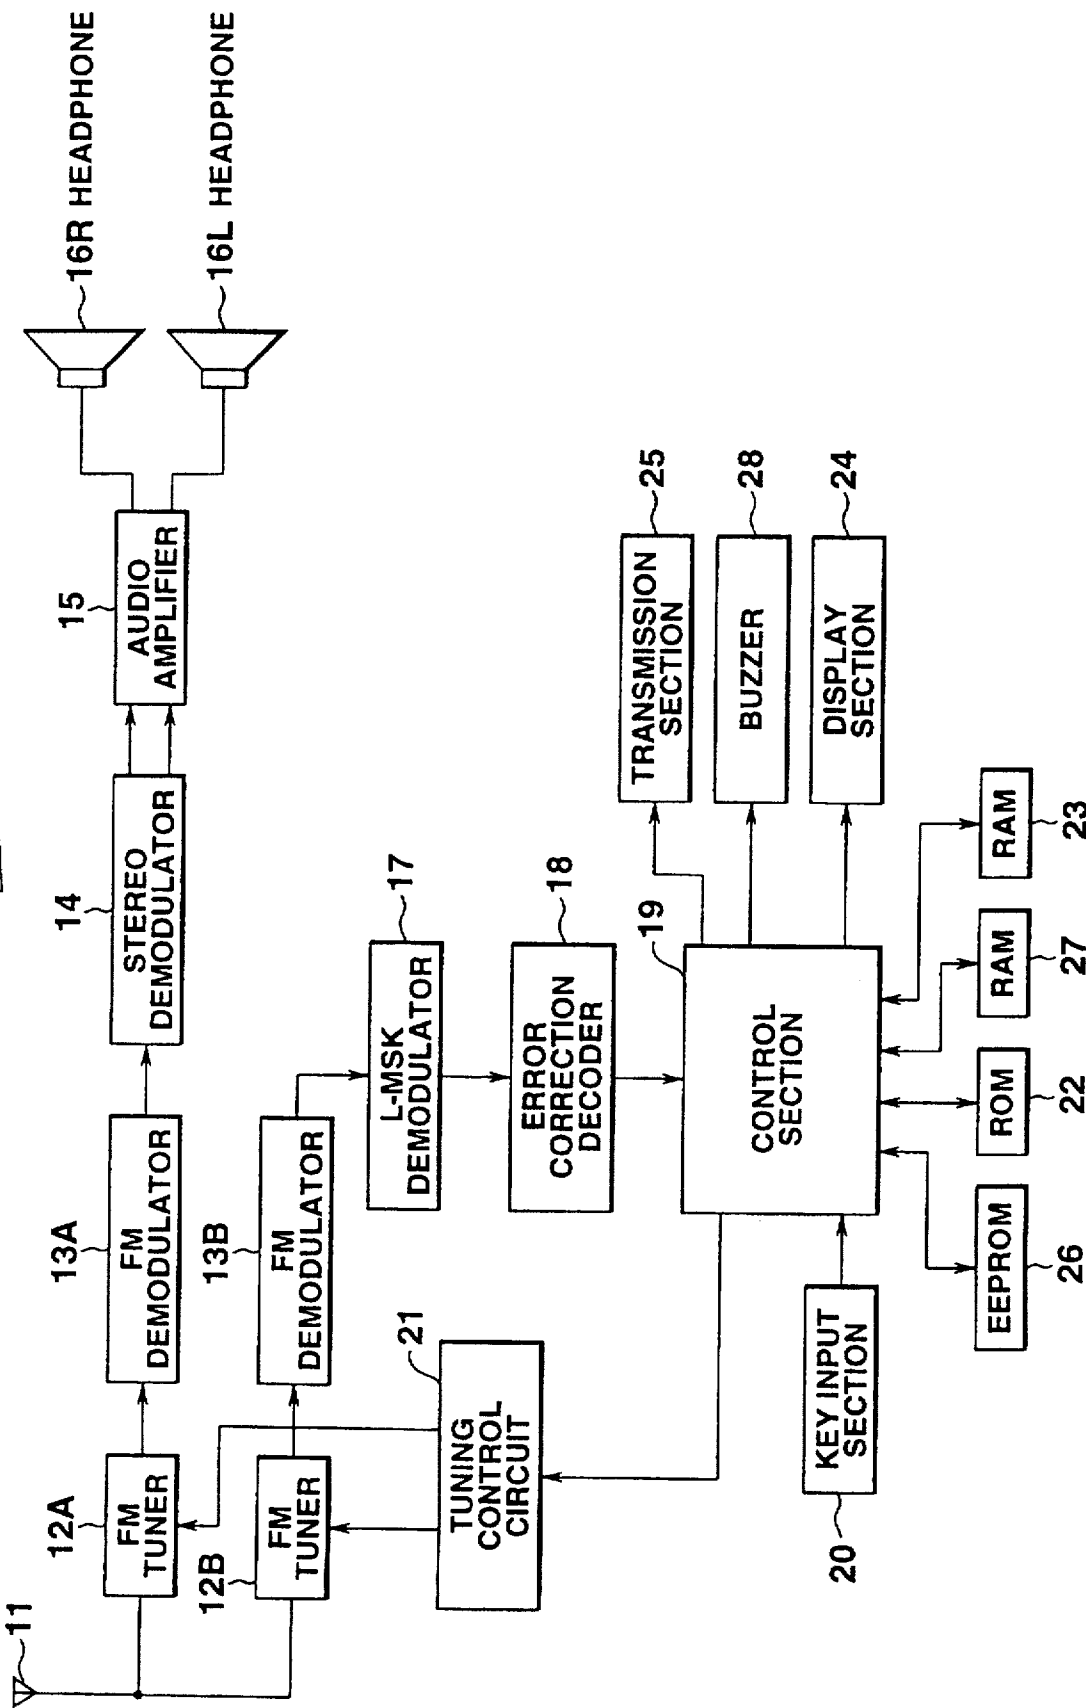 11
12A
FM
TUNER
13A
FM
DEMODULATOR
14
STEREO
DEMODULATOR
15
AUDIO
AMPLIFIER
16R HEADPHONE
16L HEADPHONE
12B
FM
TUNER
13B
FM
DEMODULATOR
L-MSK
DEMODULATOR
17
ERROR
CORRECTION
DECODER
18
21
TUNING
CONTROL
CIRCUIT
19
CONTROL
SECTION
TRANSMISSION
SECTION
25
BUZZER
28
DISPLAY
SECTION
24
KEY INPUT
SECTION
20
EEPROM
26
ROM
22
RAM
27
RAM
23